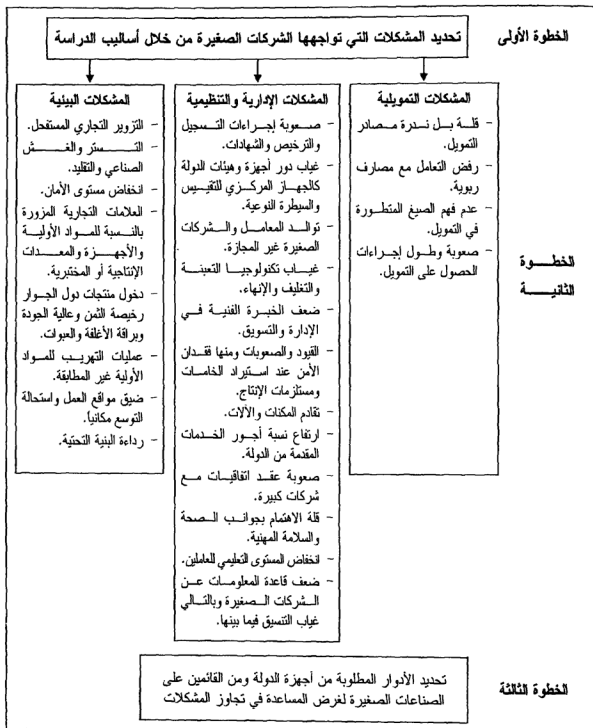 الخطوة الأولى
تحديد المشكلات التي تواجهها الشركات الصغيرة من خلال أساليب الدراسة
الخطوة
الثانية
المشكلات التمويلية
- قلة بل ندرة مصادر
التمويل.
- رفض التعامل مع مصارف
ربوية.
- عدم فهم الصيغ المتطورة
في التمويل.
- صعوبة وطول إجراءات
الحصول على التمويل.
المشكلات الإدارية والتنظيمية
- صعوبة إجراءات التسجيل
والترخيص والشهادات.
- غياب دور أجهزة وهيئات الدولة
كالجهاز المركزي للتقييس
والسيطرة النوعية.
- توالد المعامل والشركات
الصغيرة غير المجازة.
- غياب تكنولوجيا التعبئة
والتغليف والإنهاء.
- ضعف الخبرة الفنية في
الإدارة والتسويق.
- القيود والصعوبات ومنها فقدان
الأمن عند استيراد الخامات
ومستلزمات الإنتاج.
- تقادم المكنات والآلات.
- ارتفاع نسبة أجور الخدمات
المقدمة من الدولة.
- صعوبة عقد اتفاقيات مع
شركات كبيرة.
- قلة الاهتمام بجوانب الصحة
والسلامة المهنية.
- انخفاض المستوى التعليمي للعاملين.
- ضعف قاعدة المعلومات عن
الشركات الصغيرة وبالتالي
غياب التنسيق فيما بينها.
المشكلات البيئية
- التزوير التجاري المستفحل.
- التستر والغش
الصناعي والتقليد.
- انخفاض مستوى الأمان.
- العلامات التجارية المزورة
بالنسبة للمواد الأولية
والأجهزة والمعدات
الإنتاجية أو المختبرية.
- دخول منتجات دول الجوار
رخيصة الثمن وعالية الجودة
وبراقة الأغلفة والعبوات.
- عمليات التهريب للمواد
الأولية غير المطابقة.
- ضيق مواقع العمل واستحالة
التوسع مكانياً.
- رداءة البنية التحتية.
الخطوة الثالثة
تحديد الأدوار المطلوبة من أجهزة الدولة ومن القائمين على
الصناعات الصغيرة لغرض المساعدة في تجاوز المشكلات